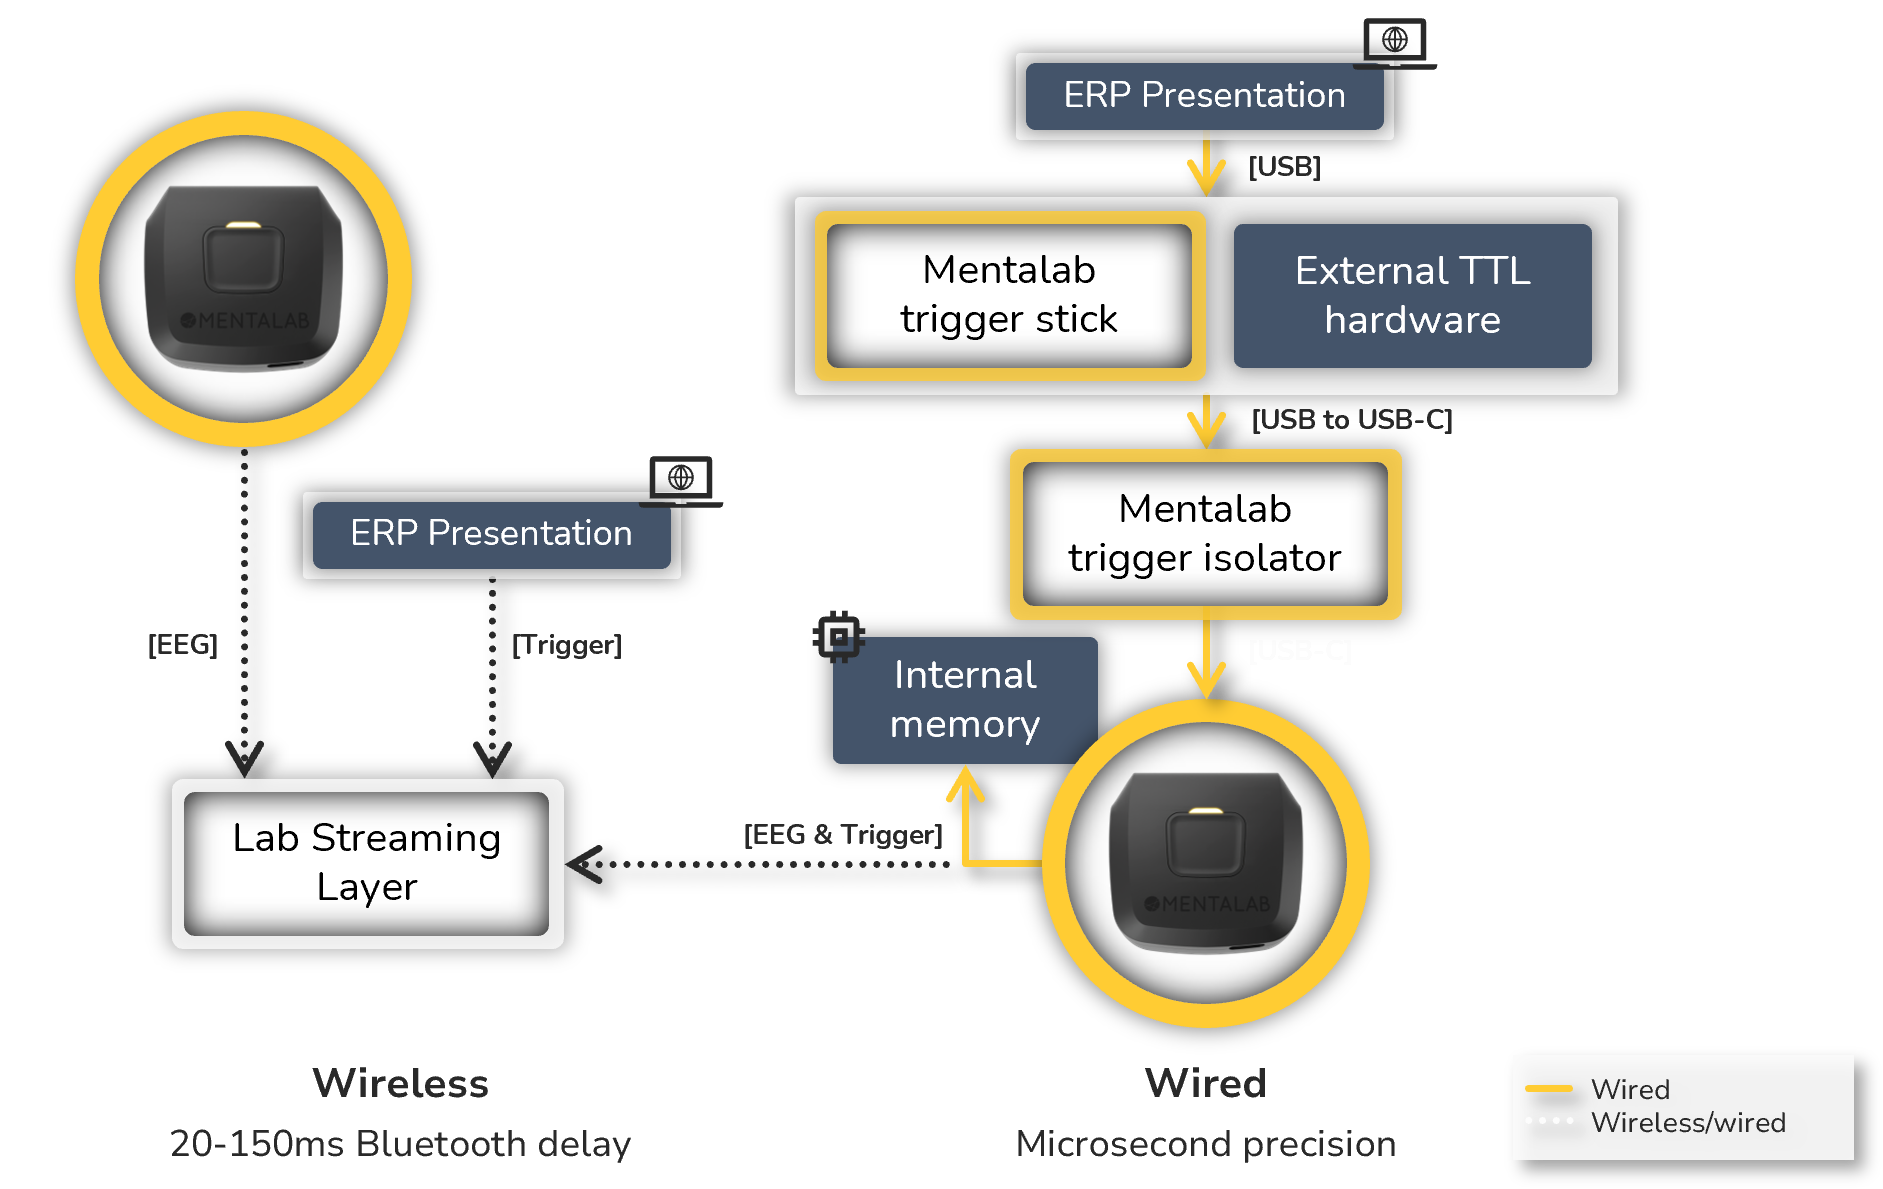 MENTALAB
ERP Presentation
[EEG]
[Trigger]
Lab Streaming
Layer
Wireless
20-150ms Bluetooth delay
ERP Presentation
[USB]
Mentalab
trigger stick
External TTL
hardware
[USB to USB-C]
Mentalab
trigger isolator
[USB-C]
Internal
memory
[EEG & Trigger]
MENTALAB
Wired
Microsecond precision
Wired
Wireless/wired